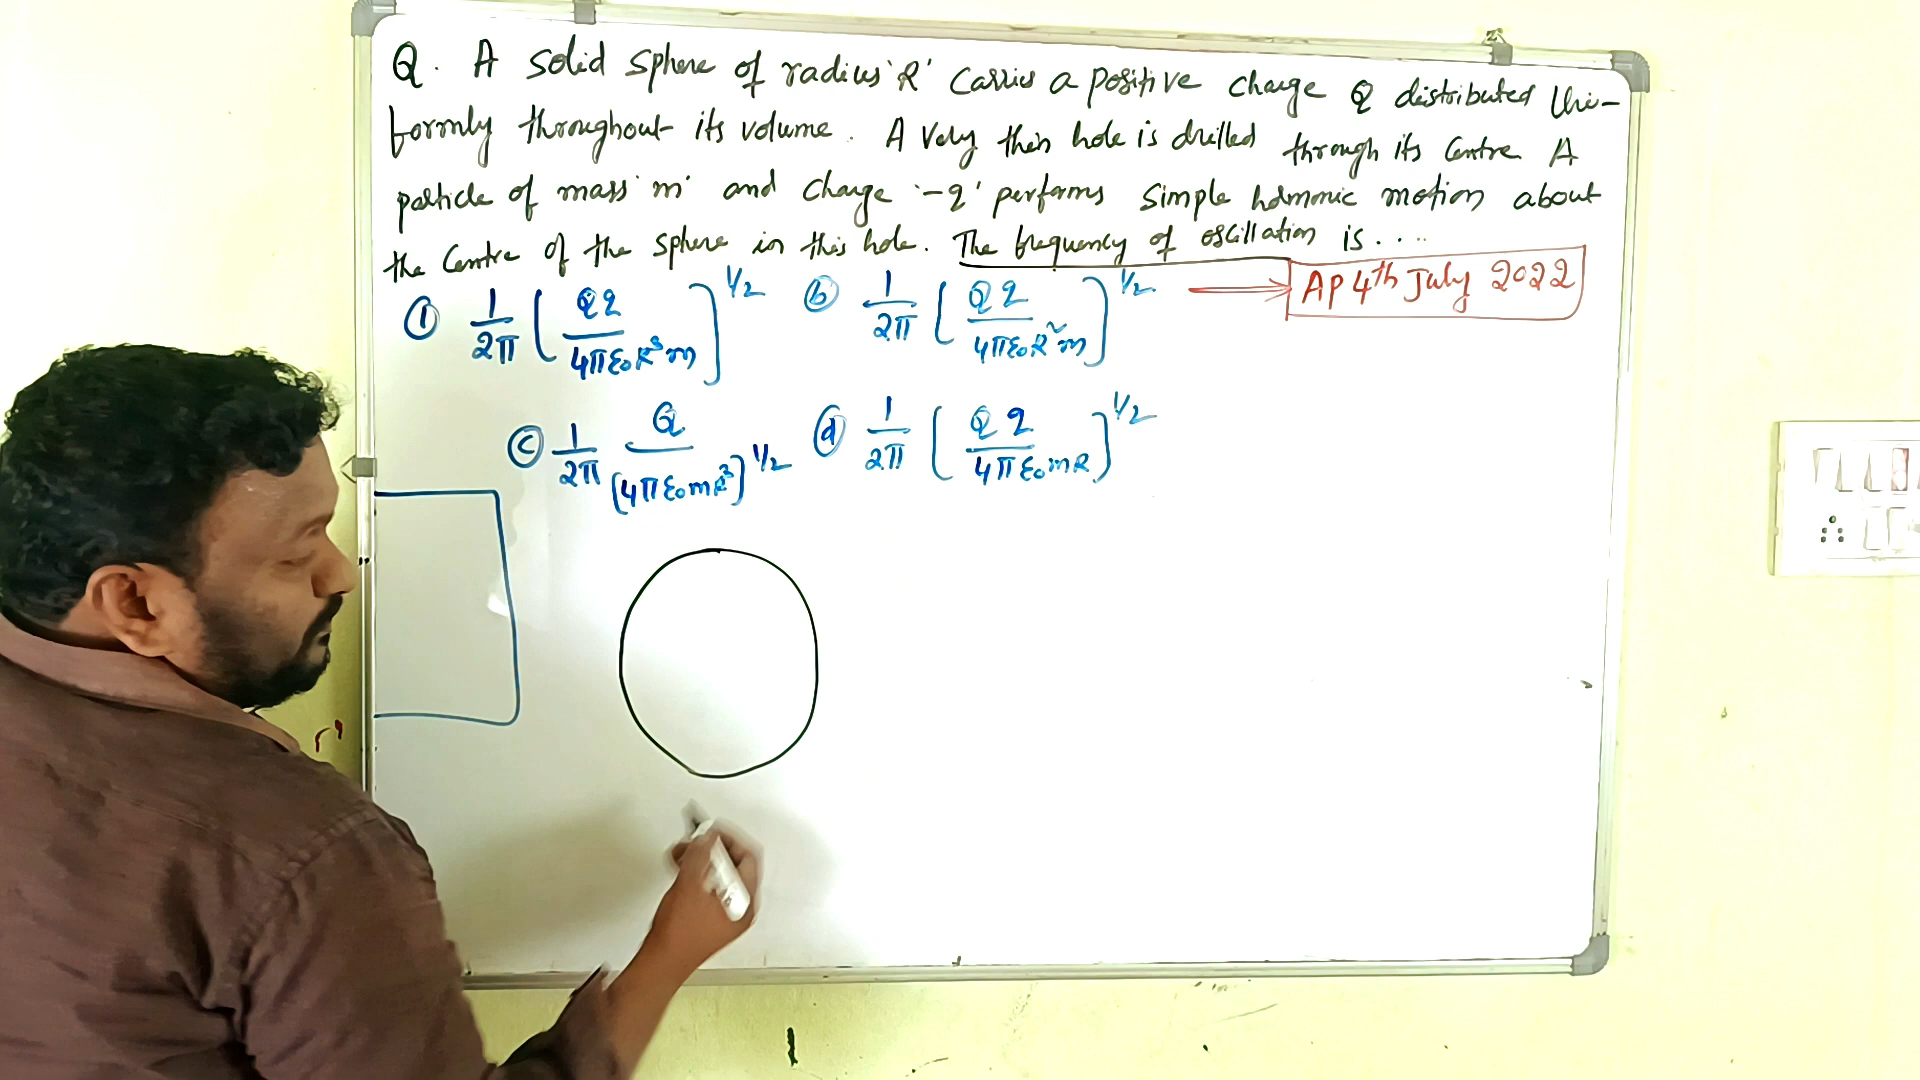 Q. A solid sphere of radius 'R' carries a positive charge Q distributed Uni-
formly throughout its volume. A Very thin hole is drilled through its Centre A
particle of mass 'm' and charge '-q' performs simple harmonic motion about
the Centre of the sphere in this hole. The frequency of oscillation is....
① 1/2π [Qq/4πε₀R³m]^1/2 ⓑ 1/2π [Qq/4πε₀R²m]^1/2 → AP 4th July 2022
ⓒ 1/2π Q/(4πε₀mR³)^1/2 ⓓ 1/2π [Qq/4πε₀mR]^1/2